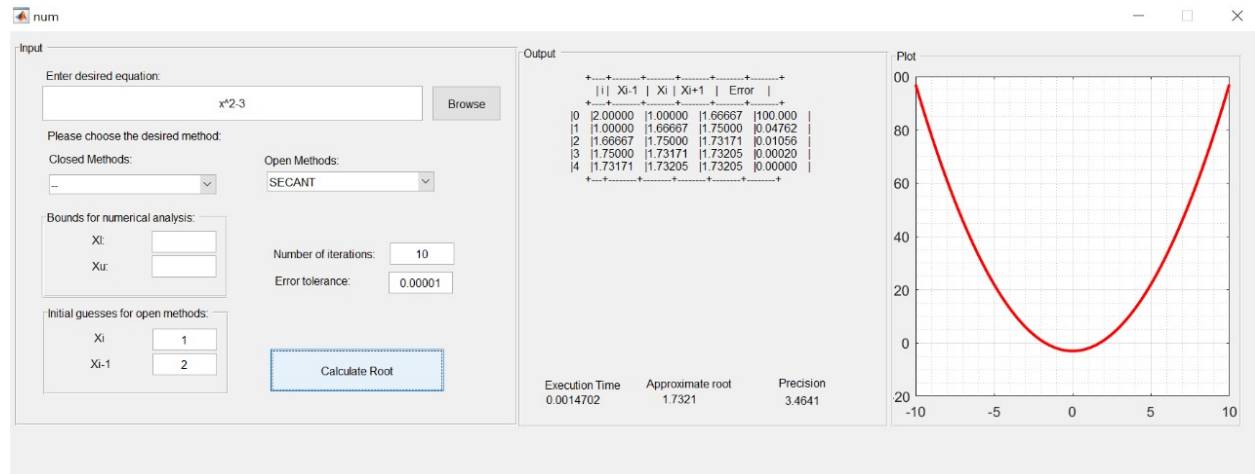 num
Input
Enter desired equation:
x^2-3
Browse
Please choose the desired method:
Closed Methods:
Open Methods:
--
SECANT
Bounds for numerical analysis:
Xl:
Xu:
Number of iterations:
10
Error tolerance:
0.00001
Initial guesses for open methods:
Xi
1
Xi-1
2
Calculate Root
Output
+----+--------+--------+--------+--------+--------+
|i| Xi-1 | Xi | Xi+1 | Error |
+----+--------+--------+--------+--------+--------+
|0 |2.00000 |1.00000 |1.66667 |100.000 |
|1 |1.00000 |1.66667 |1.75000 |0.04762 |
|2 |1.66667 |1.75000 |1.73171 |0.01056 |
|3 |1.75000 |1.73171 |1.73205 |0.00020 |
|4 |1.73171 |1.73205 |1.73205 |0.00000 |
+---+--------+--------+--------+--------+
Execution Time Approximate root Precision
0.0014702 1.7321 3.4641
Plot
00
80
60
40
20
0
-20
-10 -5 0 5 10